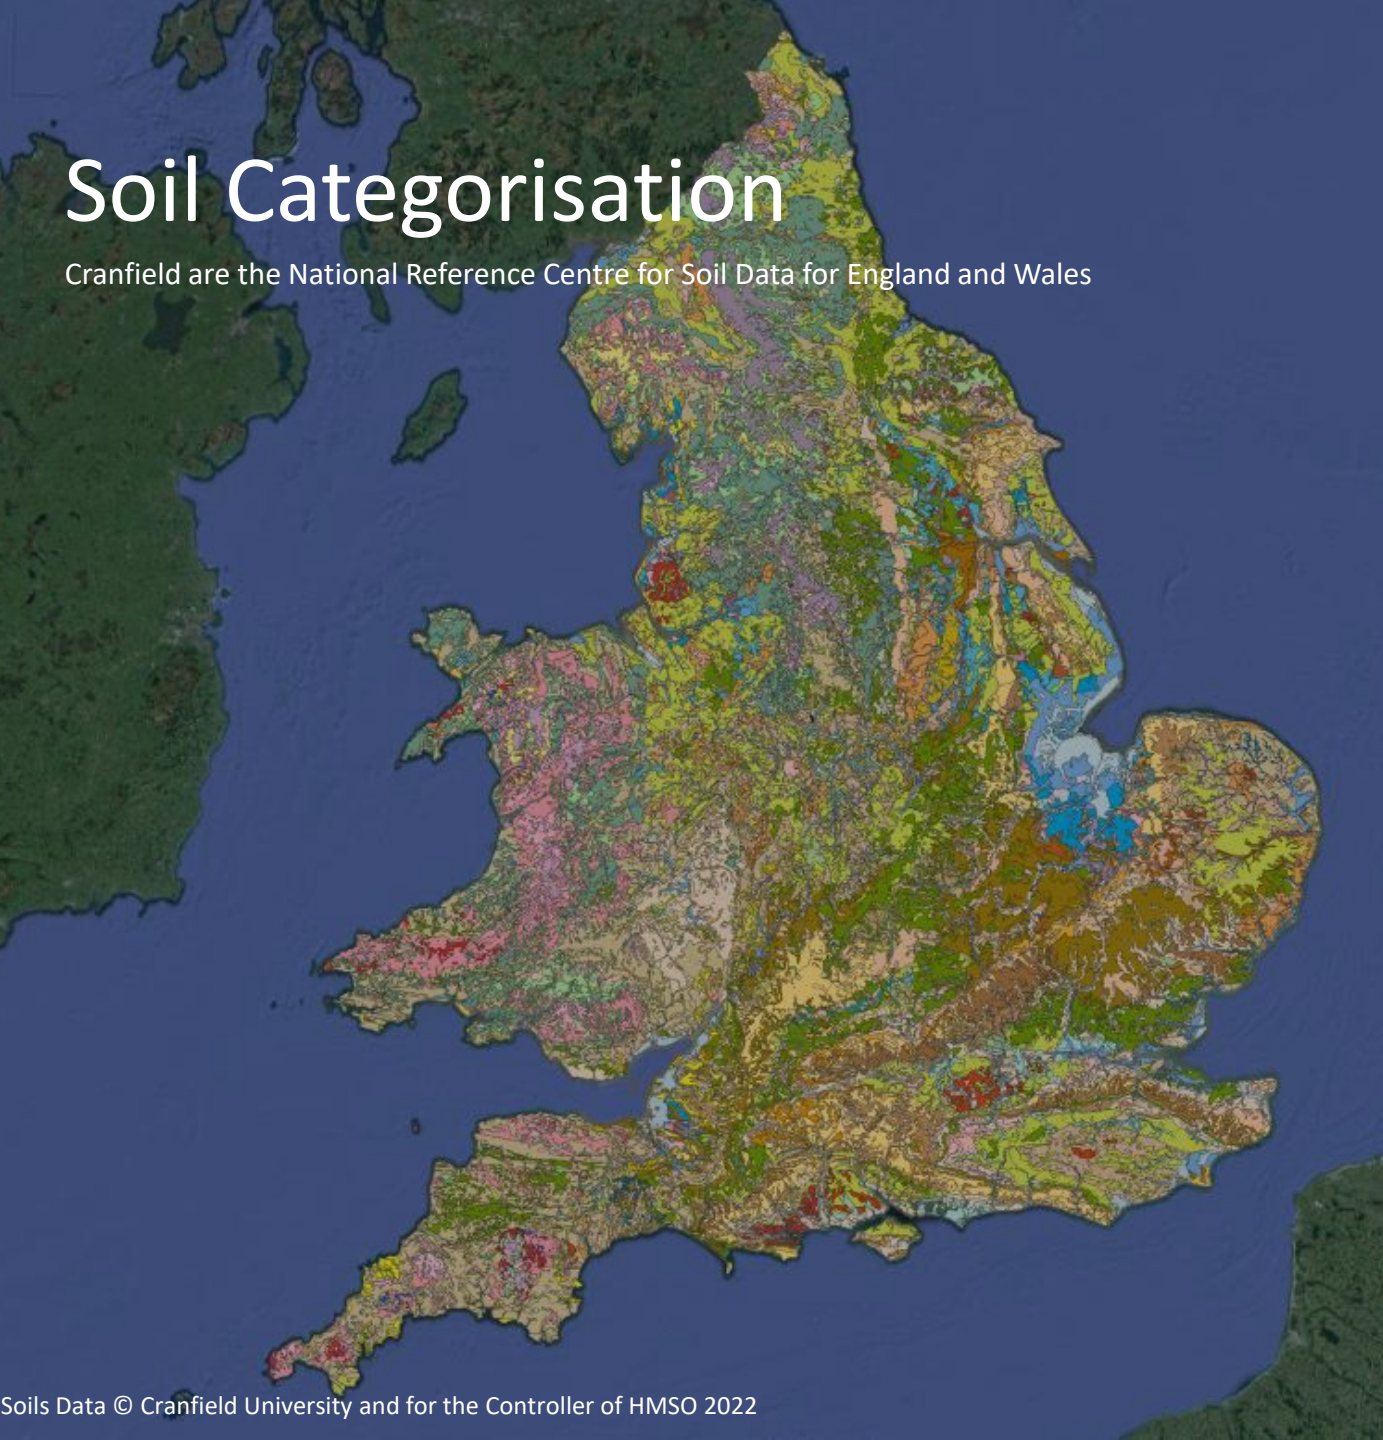 Soil Categorisation
Cranfield are the National Reference Centre for Soil Data for England and Wales
Soils Data © Cranfield University and for the Controller of HMSO 2022